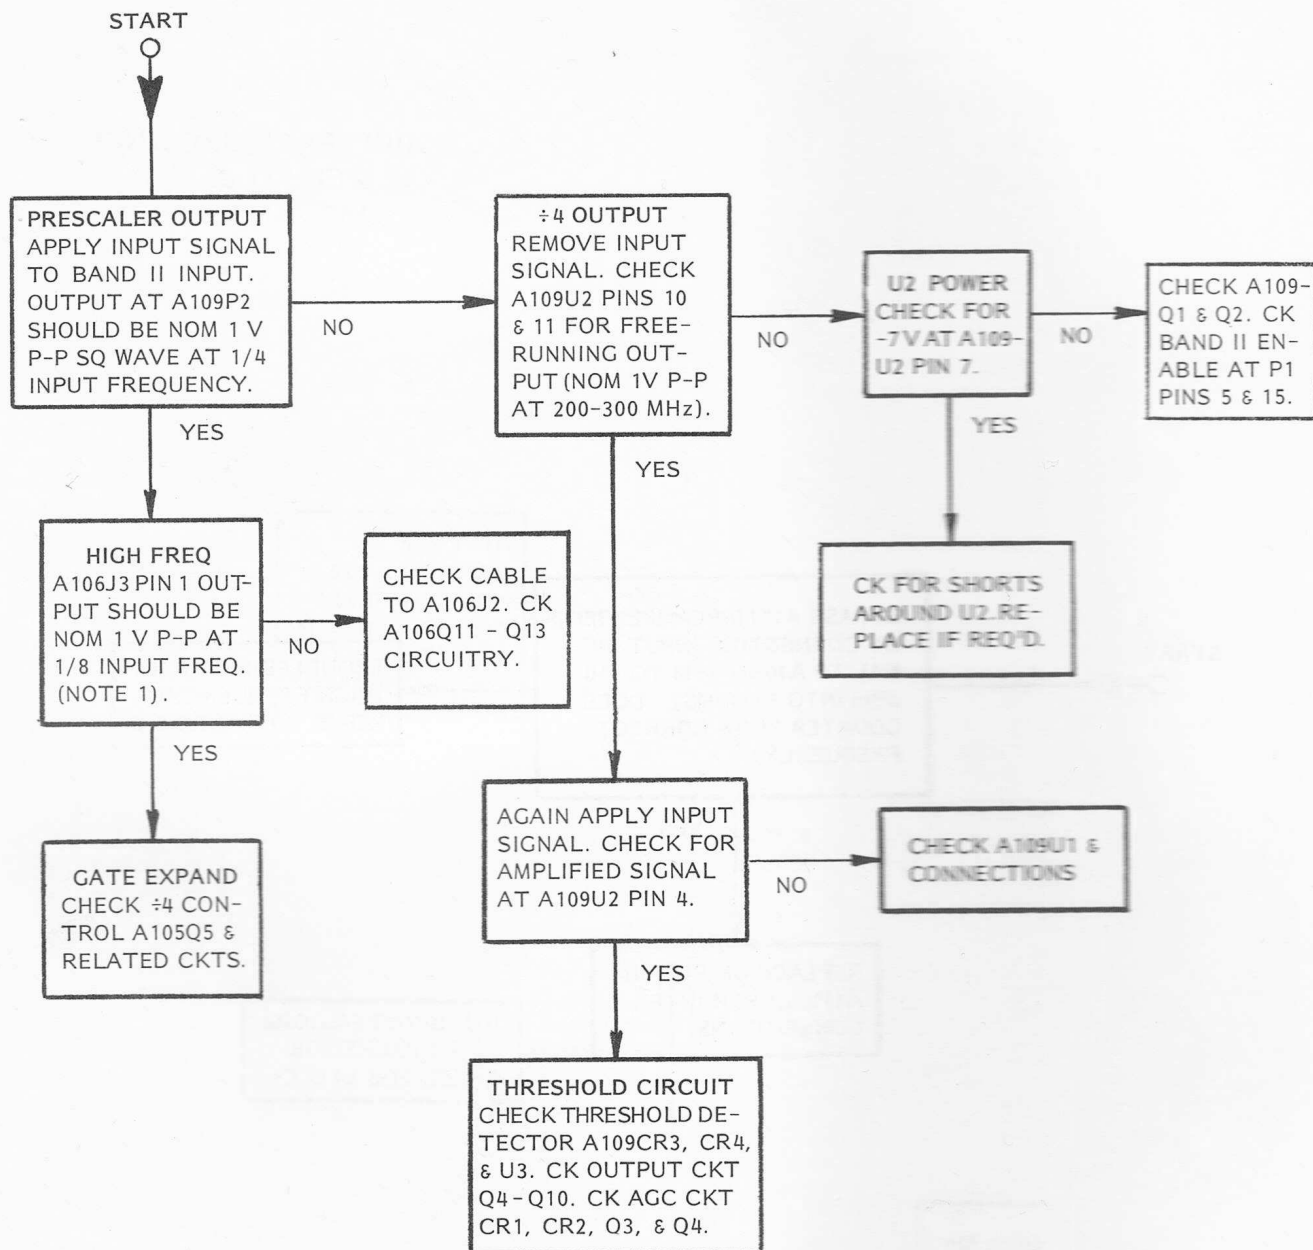 START
PRESCALER OUTPUT
APPLY INPUT SIGNAL
TO BAND II INPUT.
OUTPUT AT A109P2
SHOULD BE NOM 1 V
P-P SQ WAVE AT 1/4
INPUT FREQUENCY.
NO
÷4 OUTPUT
REMOVE INPUT
SIGNAL. CHECK
A109U2 PINS 10
& 11 FOR FREE-
RUNNING OUT-
PUT (NOM 1V P-P
AT 200-300 MHz).
NO
U2 POWER
CHECK FOR
-7V AT A109-
U2 PIN 7.
NO
CHECK A109-
Q1 & Q2. CK
BAND II EN-
ABLE AT P1
PINS 5 & 15.
YES
YES
YES
HIGH FREQ
A106J3 PIN 1 OUT-
PUT SHOULD BE
NOM 1 V P-P AT
1/8 INPUT FREQ.
(NOTE 1).
NO
CHECK CABLE
TO A106J2. CK
A106Q11 - Q13
CIRCUITRY.
CK FOR SHORTS
AROUND U2. RE-
PLACE IF REQ'D.
YES
GATE EXPAND
CHECK ÷4 CON-
TROL A105Q5 &
RELATED CKTS.
AGAIN APPLY INPUT
SIGNAL. CHECK FOR
AMPLIFIED SIGNAL
AT A109U2 PIN 4.
NO
CHECK A109U1 &
CONNECTIONS
YES
THRESHOLD CIRCUIT
CHECK THRESHOLD DE-
TECTOR A109CR3, CR4,
& U3. CK OUTPUT CKT
Q4-Q10. CK AGC CKT
CR1, CR2, Q3, & Q4.